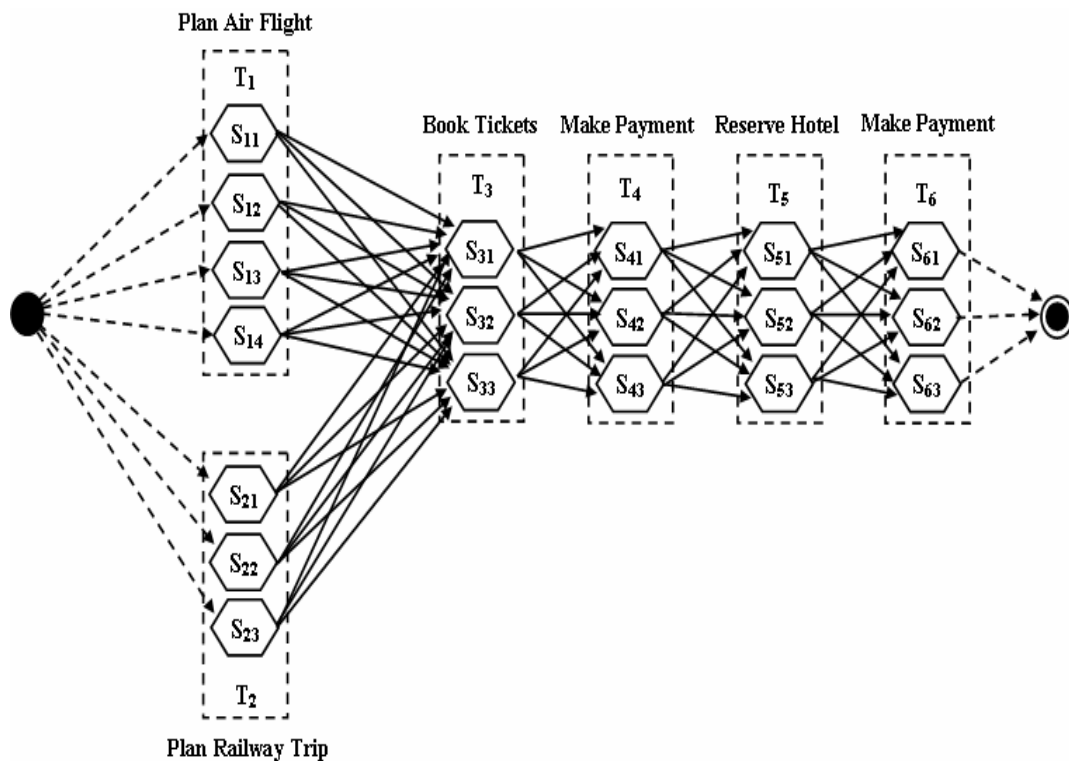 Plan Air Flight
T1
S11
S12
S13
S14
Book Tickets
T3
S31
S32
S33
Make Payment
T4
S41
S42
S43
Reserve Hotel
T5
S51
S52
S53
Make Payment
T6
S61
S62
S63
S21
S22
S23
T2
Plan Railway Trip